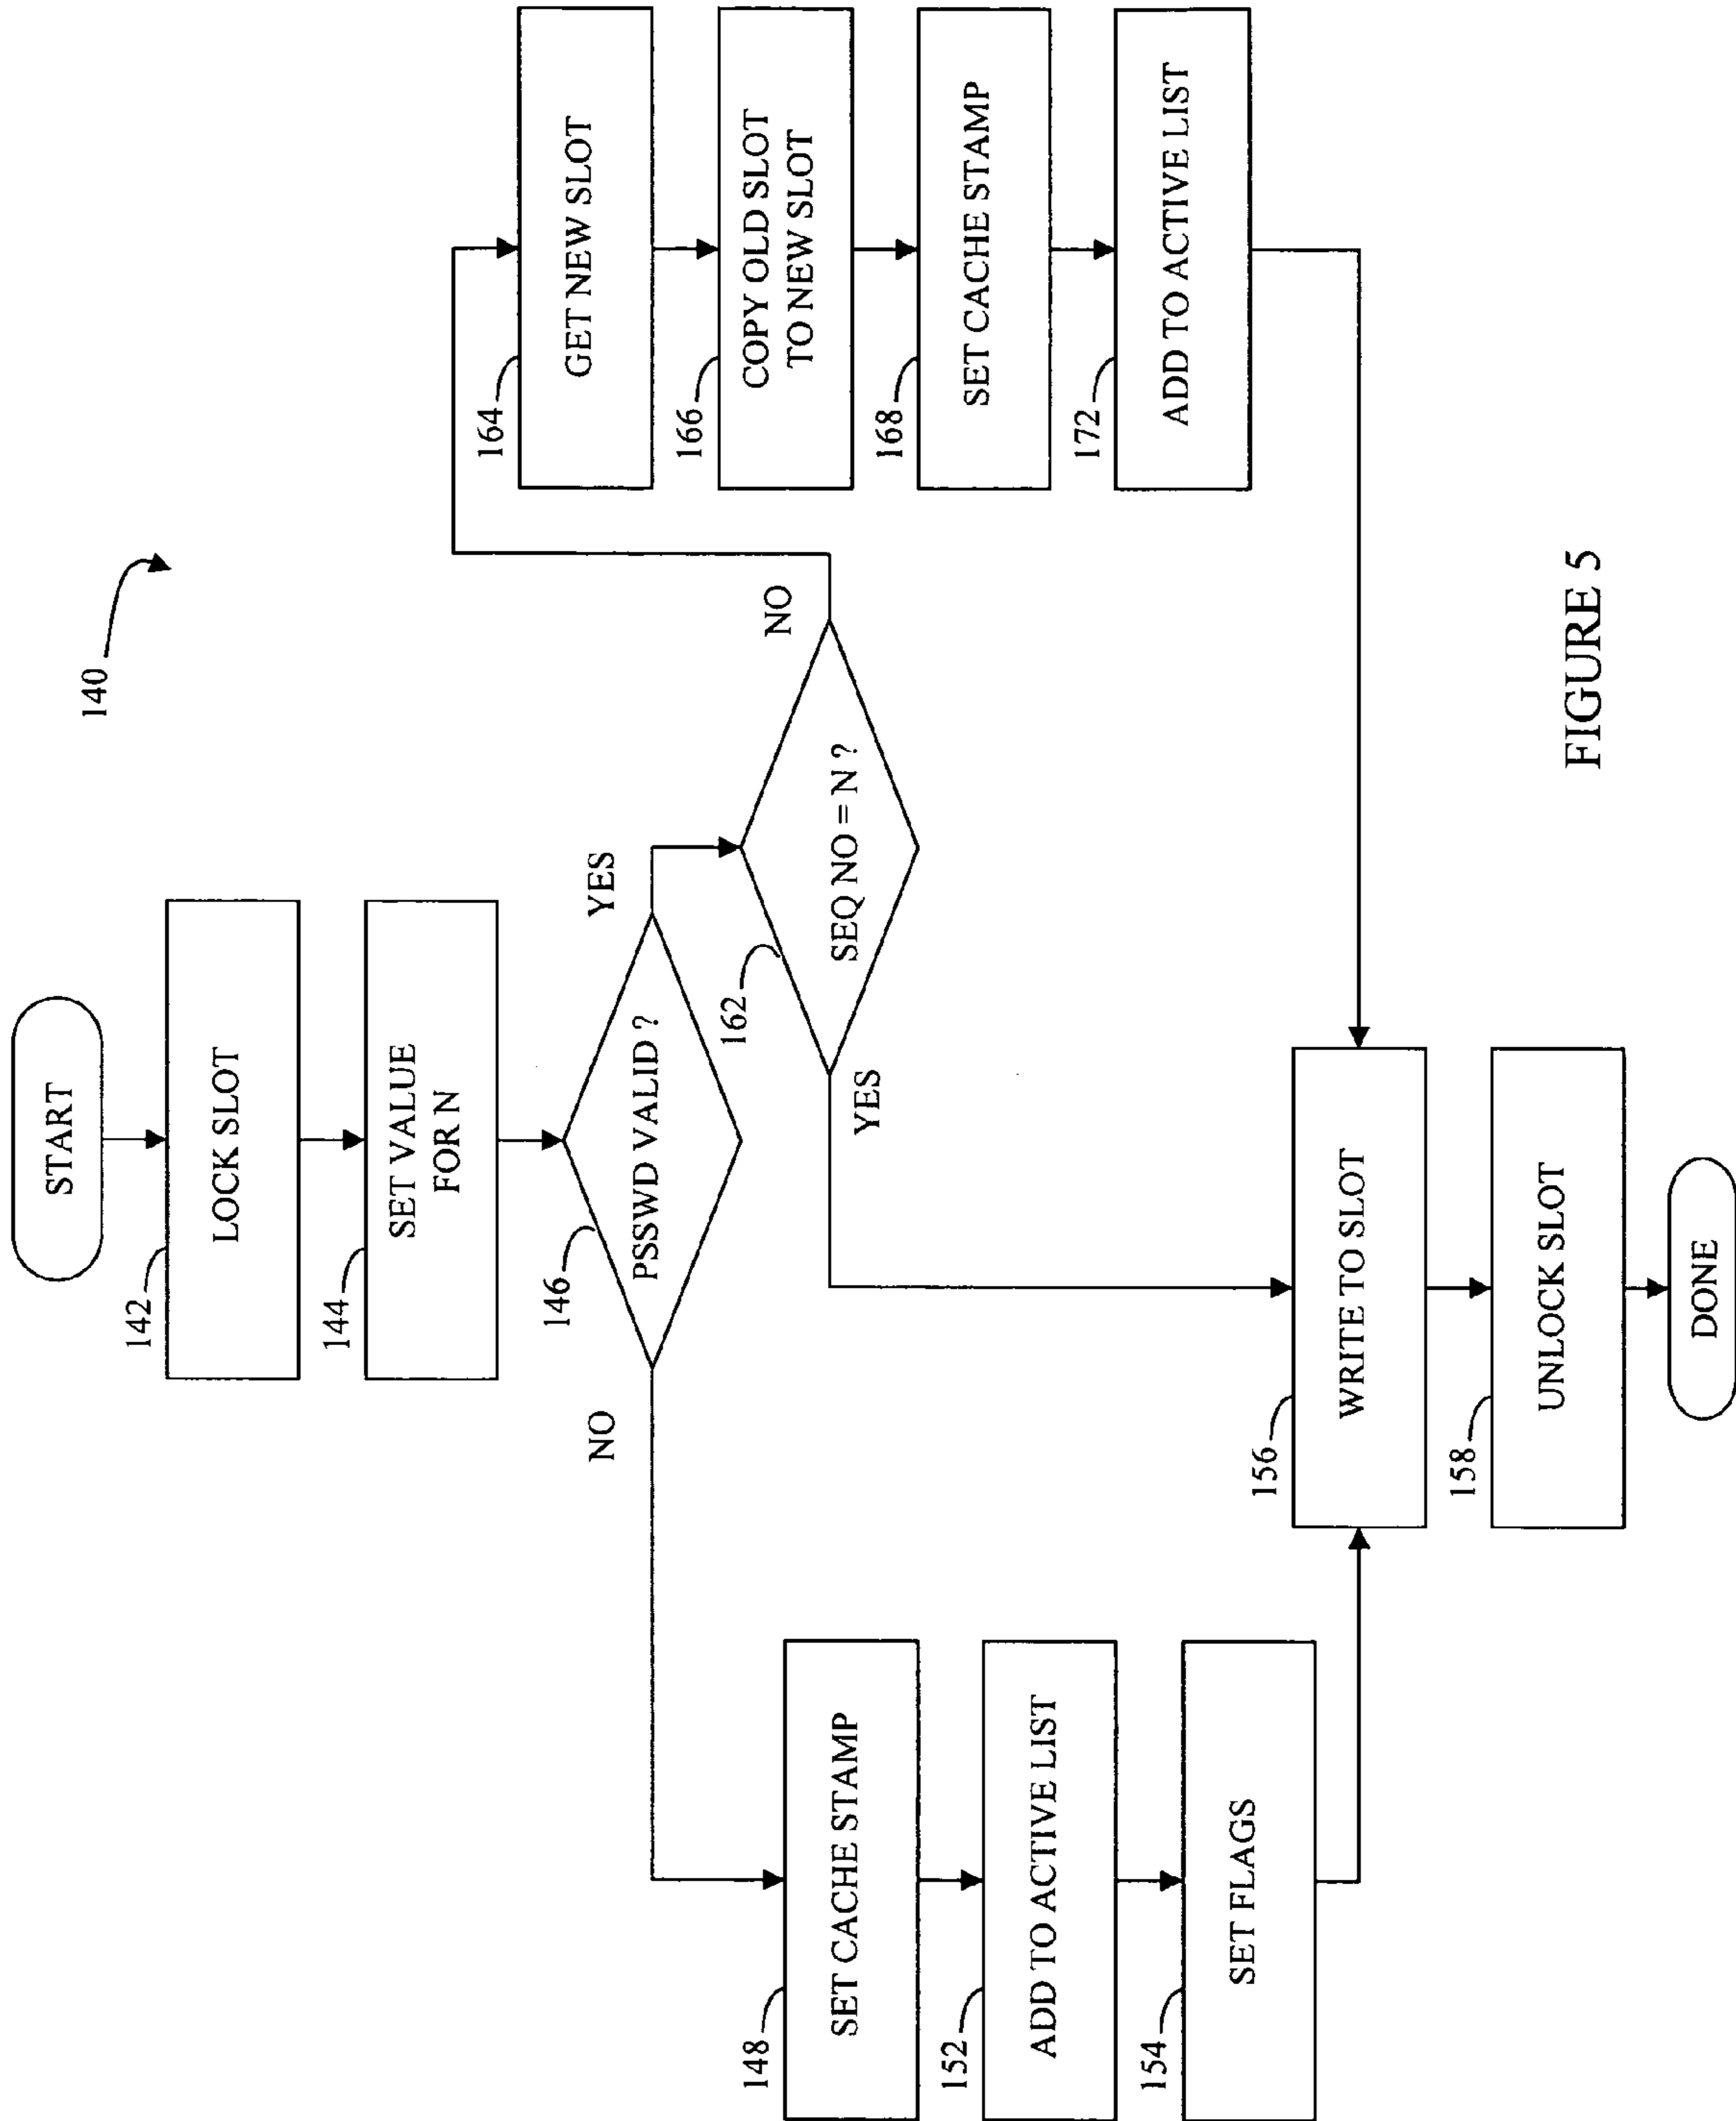 140
START
142
LOCK SLOT
144
SET VALUE
FOR N
146
PSSWD VALID ?
NO
YES
148
SET CACHE STAMP
152
ADD TO ACTIVE LIST
154
SET FLAGS
162
SEQ NO = N ?
YES
NO
164
GET NEW SLOT
166
COPY OLD SLOT
TO NEW SLOT
168
SET CACHE STAMP
172
ADD TO ACTIVE LIST
156
WRITE TO SLOT
158
UNLOCK SLOT
DONE
FIGURE 5